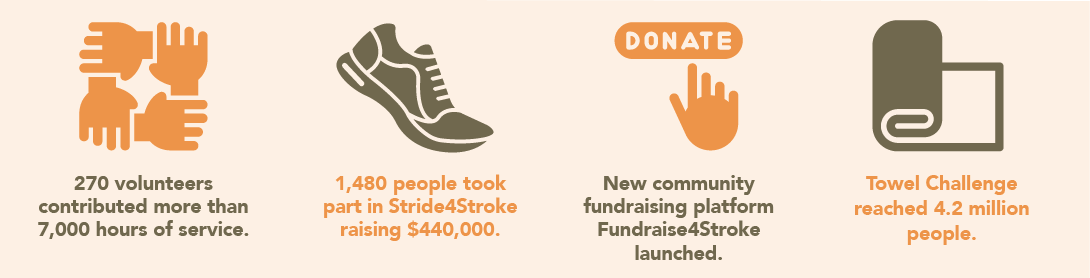 270 volunteers
contributed more than
7,000 hours of service.
1,480 people took
part in Stride4Stroke
raising $440,000.
DONATE
New community
fundraising platform
Fundraise4Stroke
launched.
Towel Challenge
reached 4.2 million
people.